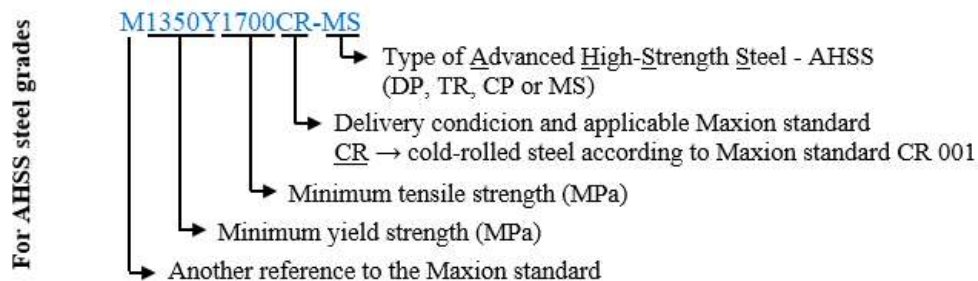 For AHSS steel grades
M1350Y1700CR-MS
Type of Advanced High-Strength Steel - AHSS
(DP, TR, CP or MS)
Delivery condicion and applicable Maxion standard
CR → cold-rolled steel according to Maxion standard CR 001
Minimum tensile strength (MPa)
Minimum yield strength (MPa)
Another reference to the Maxion standard